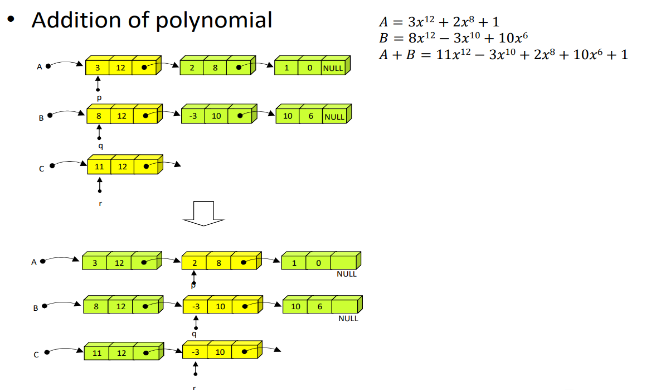 • Addition of polynomial
A = 3x¹² + 2x⁸ + 1
B = 8x¹² − 3x¹⁰ + 10x⁶
A + B = 11x¹² − 3x¹⁰ + 2x⁸ + 10x⁶ + 1
A 3 12 2 8 1 0 NULL
p
B 8 12 -3 10 10 6 NULL
q
C 11 12
r
A 3 12 2 8 1 0
NULL
p
B 8 12 -3 10 10 6
NULL
q
C 11 12 -3 10
r